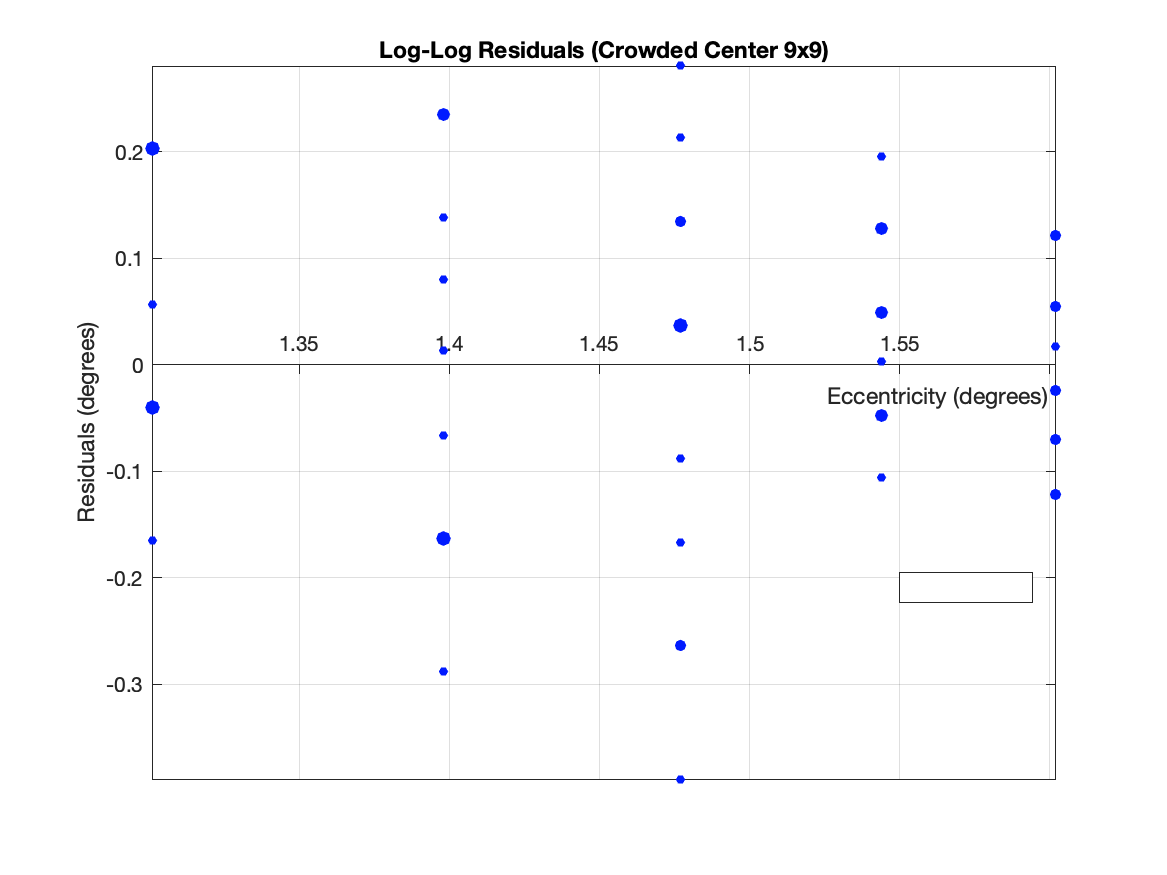 Log-Log Residuals (Crowded Center 9x9)
Residuals (degrees)
0.2
0.1
0
-0.1
-0.2
-0.3
1.35 1.4 1.45 1.5 1.55
Eccentricity (degrees)